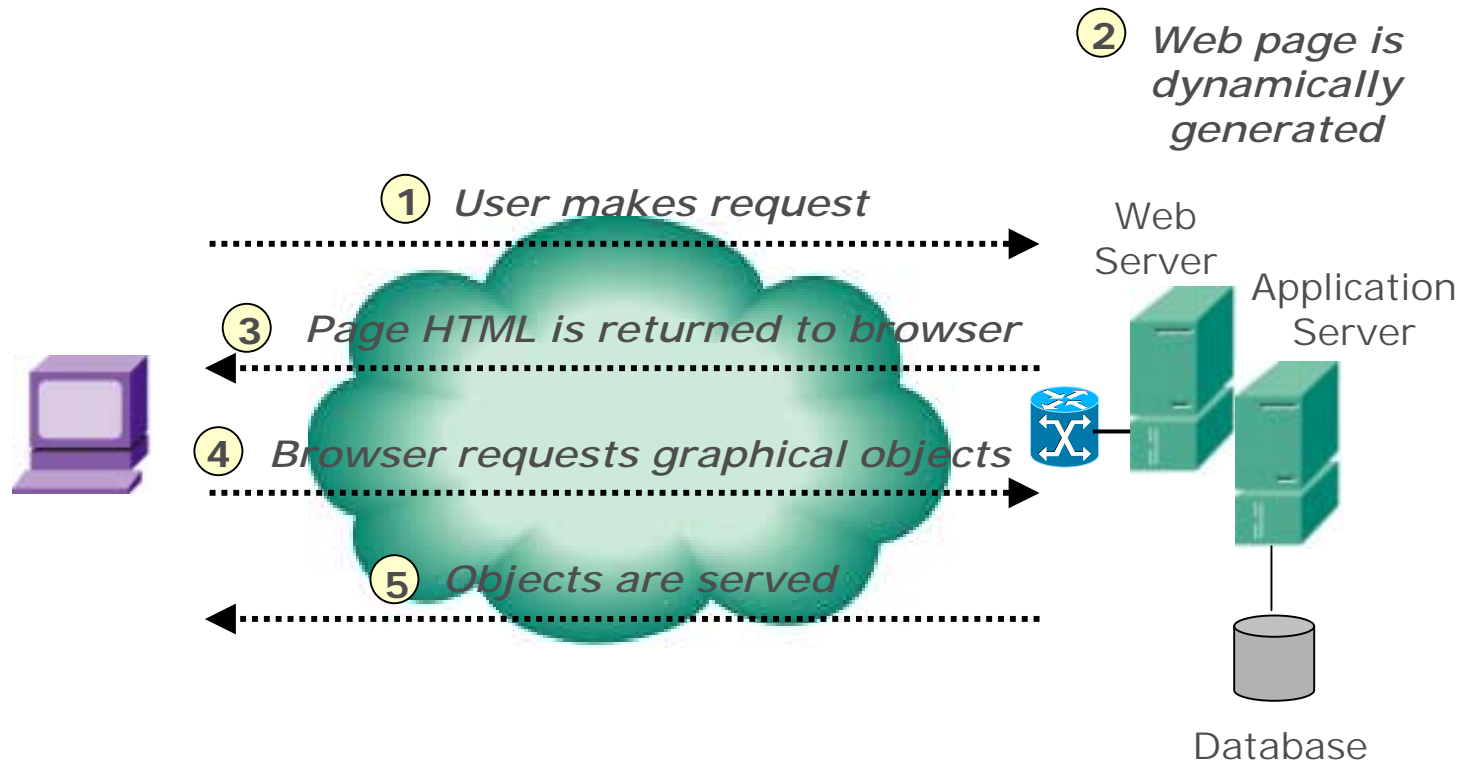 2 Web page is
dynamically
generated
1 User makes request
Web
Server
Application
Server
3 Page HTML is returned to browser
4 Browser requests graphical objects
5 Objects are served
Database